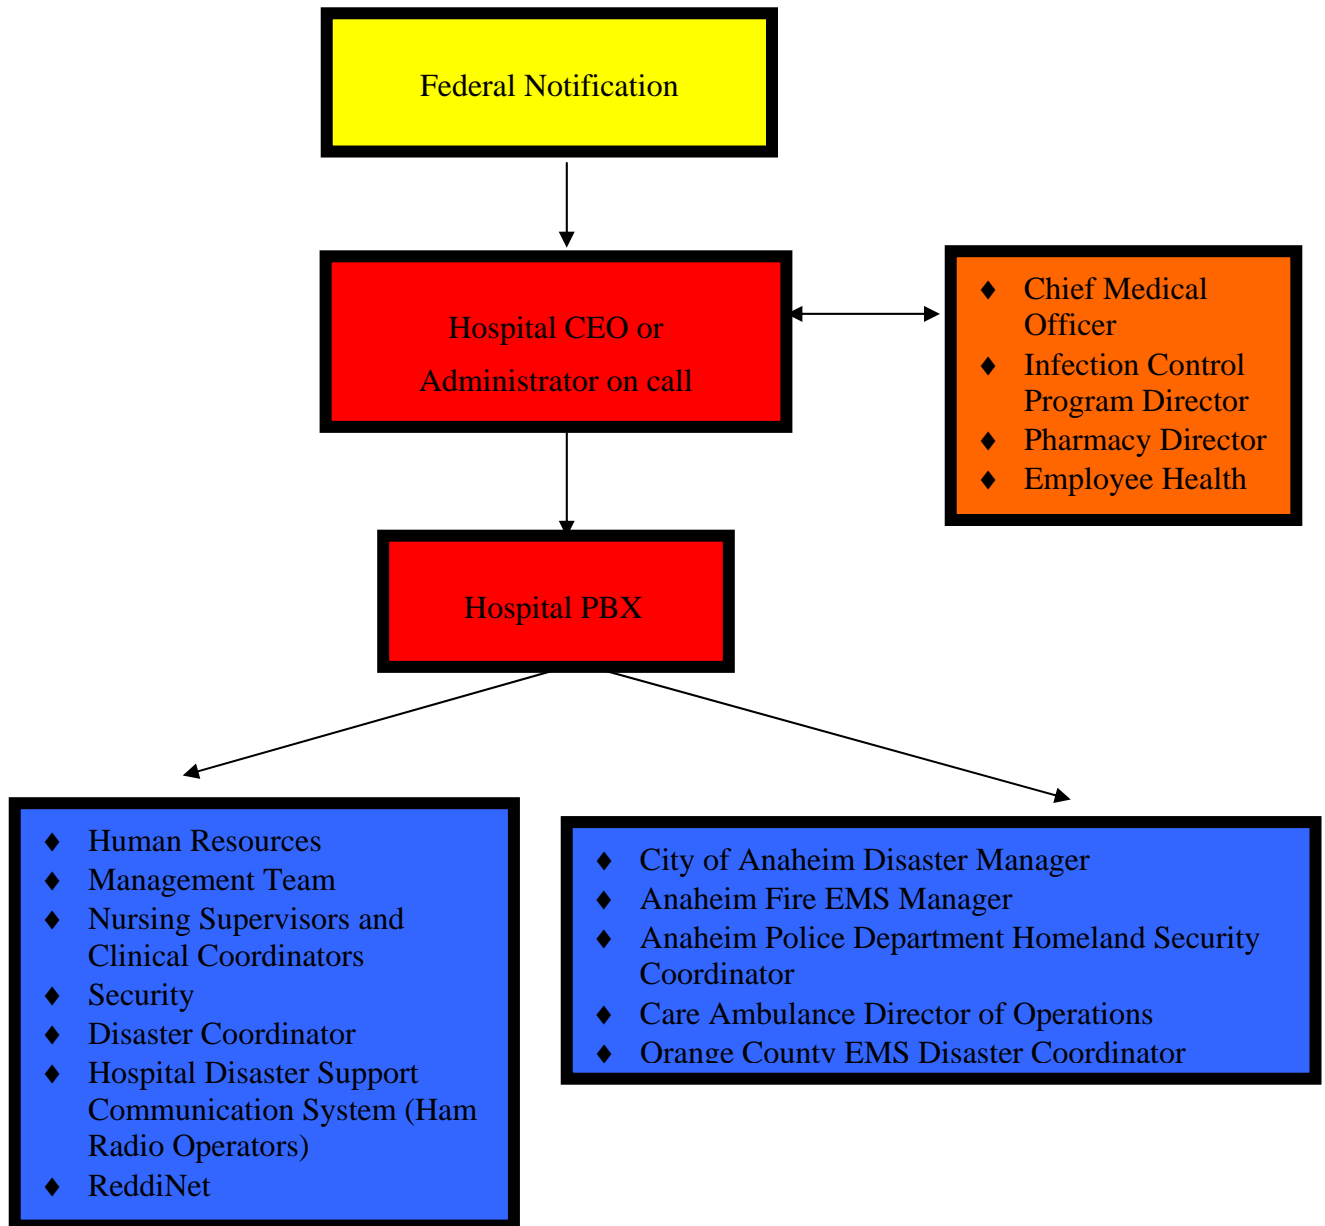 Federal Notification
Hospital CEO or
Administrator on call
♦ Chief Medical
Officer
♦ Infection Control
Program Director
♦ Pharmacy Director
♦ Employee Health
Hospital PBX
♦ Human Resources
♦ Management Team
♦ Nursing Supervisors and
Clinical Coordinators
♦ Security
♦ Disaster Coordinator
♦ Hospital Disaster Support
Communication System (Ham
Radio Operators)
♦ ReddiNet
♦ City of Anaheim Disaster Manager
♦ Anaheim Fire EMS Manager
♦ Anaheim Police Department Homeland Security
Coordinator
♦ Care Ambulance Director of Operations
♦ Orange County EMS Disaster Coordinator